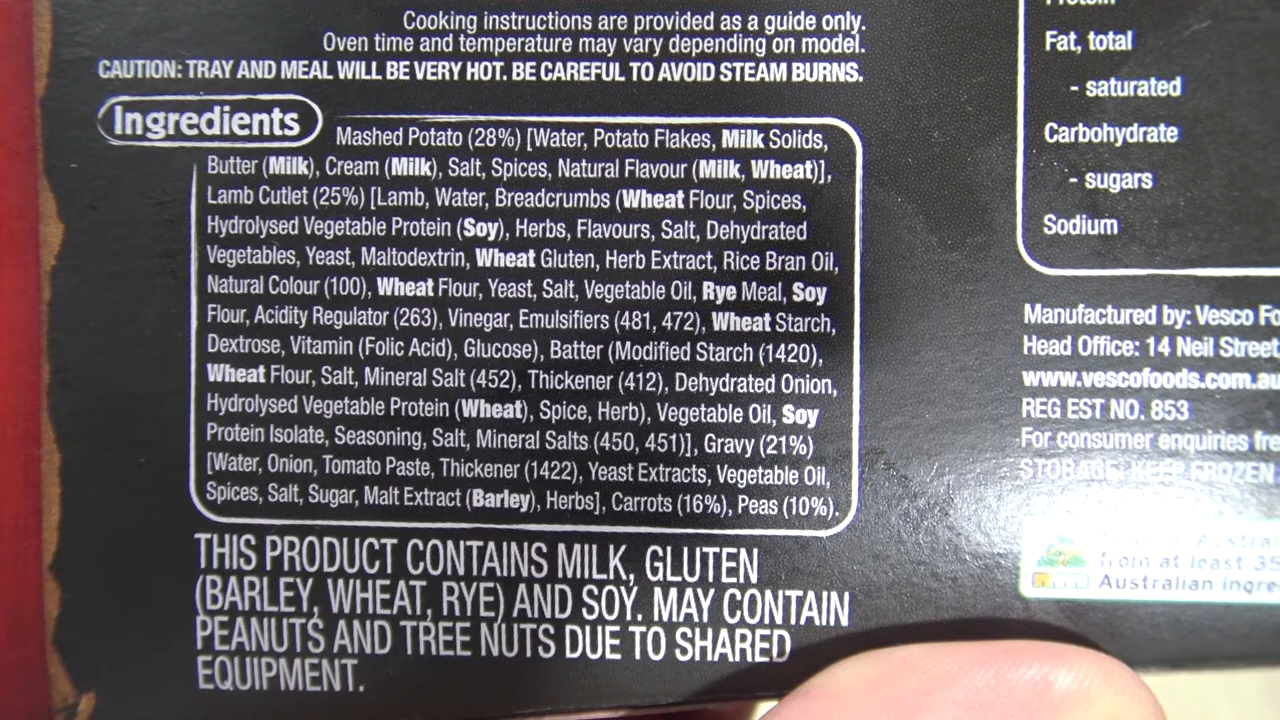 Cooking instructions are provided as a guide only.
Oven time and temperature may vary depending on model.
CAUTION: TRAY AND MEAL WILL BE VERY HOT. BE CAREFUL TO AVOID STEAM BURNS.
Ingredients
Mashed Potato (28%) [Water, Potato Flakes, Milk Solids,
Butter (Milk), Cream (Milk), Salt, Spices, Natural Flavour (Milk, Wheat)],
Lamb Cutlet (25%) [Lamb, Water, Breadcrumbs (Wheat Flour, Spices,
Hydrolysed Vegetable Protein (Soy), Herbs, Flavours, Salt, Dehydrated
Vegetables, Yeast, Maltodextrin, Wheat Gluten, Herb Extract, Rice Bran Oil,
Natural Colour (100), Wheat Flour, Yeast, Salt, Vegetable Oil, Rye Meal, Soy
Flour, Acidity Regulator (263), Vinegar, Emulsifiers (481, 472), Wheat Starch,
Dextrose, Vitamin (Folic Acid), Glucose), Batter (Modified Starch (1420),
Wheat Flour, Salt, Mineral Salt (452), Thickener (412), Dehydrated Onion,
Hydrolysed Vegetable Protein (Wheat), Spice, Herb), Vegetable Oil, Soy
Protein Isolate, Seasoning, Salt, Mineral Salts (450, 451)], Gravy (21%)
[Water, Onion, Tomato Paste, Thickener (1422), Yeast Extracts, Vegetable Oil,
Spices, Salt, Sugar, Malt Extract (Barley), Herbs], Carrots (16%), Peas (10%).
THIS PRODUCT CONTAINS MILK, GLUTEN
(BARLEY, WHEAT, RYE) AND SOY. MAY CONTAIN
PEANUTS AND TREE NUTS DUE TO SHARED
EQUIPMENT.
Protein
Fat, total
- saturated
Carbohydrate
- sugars
Sodium
Manufactured by: Vesco Fo
Head Office: 14 Neil Street
www.vescofoods.com.au
REG EST NO. 853
For consumer enquiries fre
STORAGE: KEEP FROZEN
from at least 35
Australian ingre